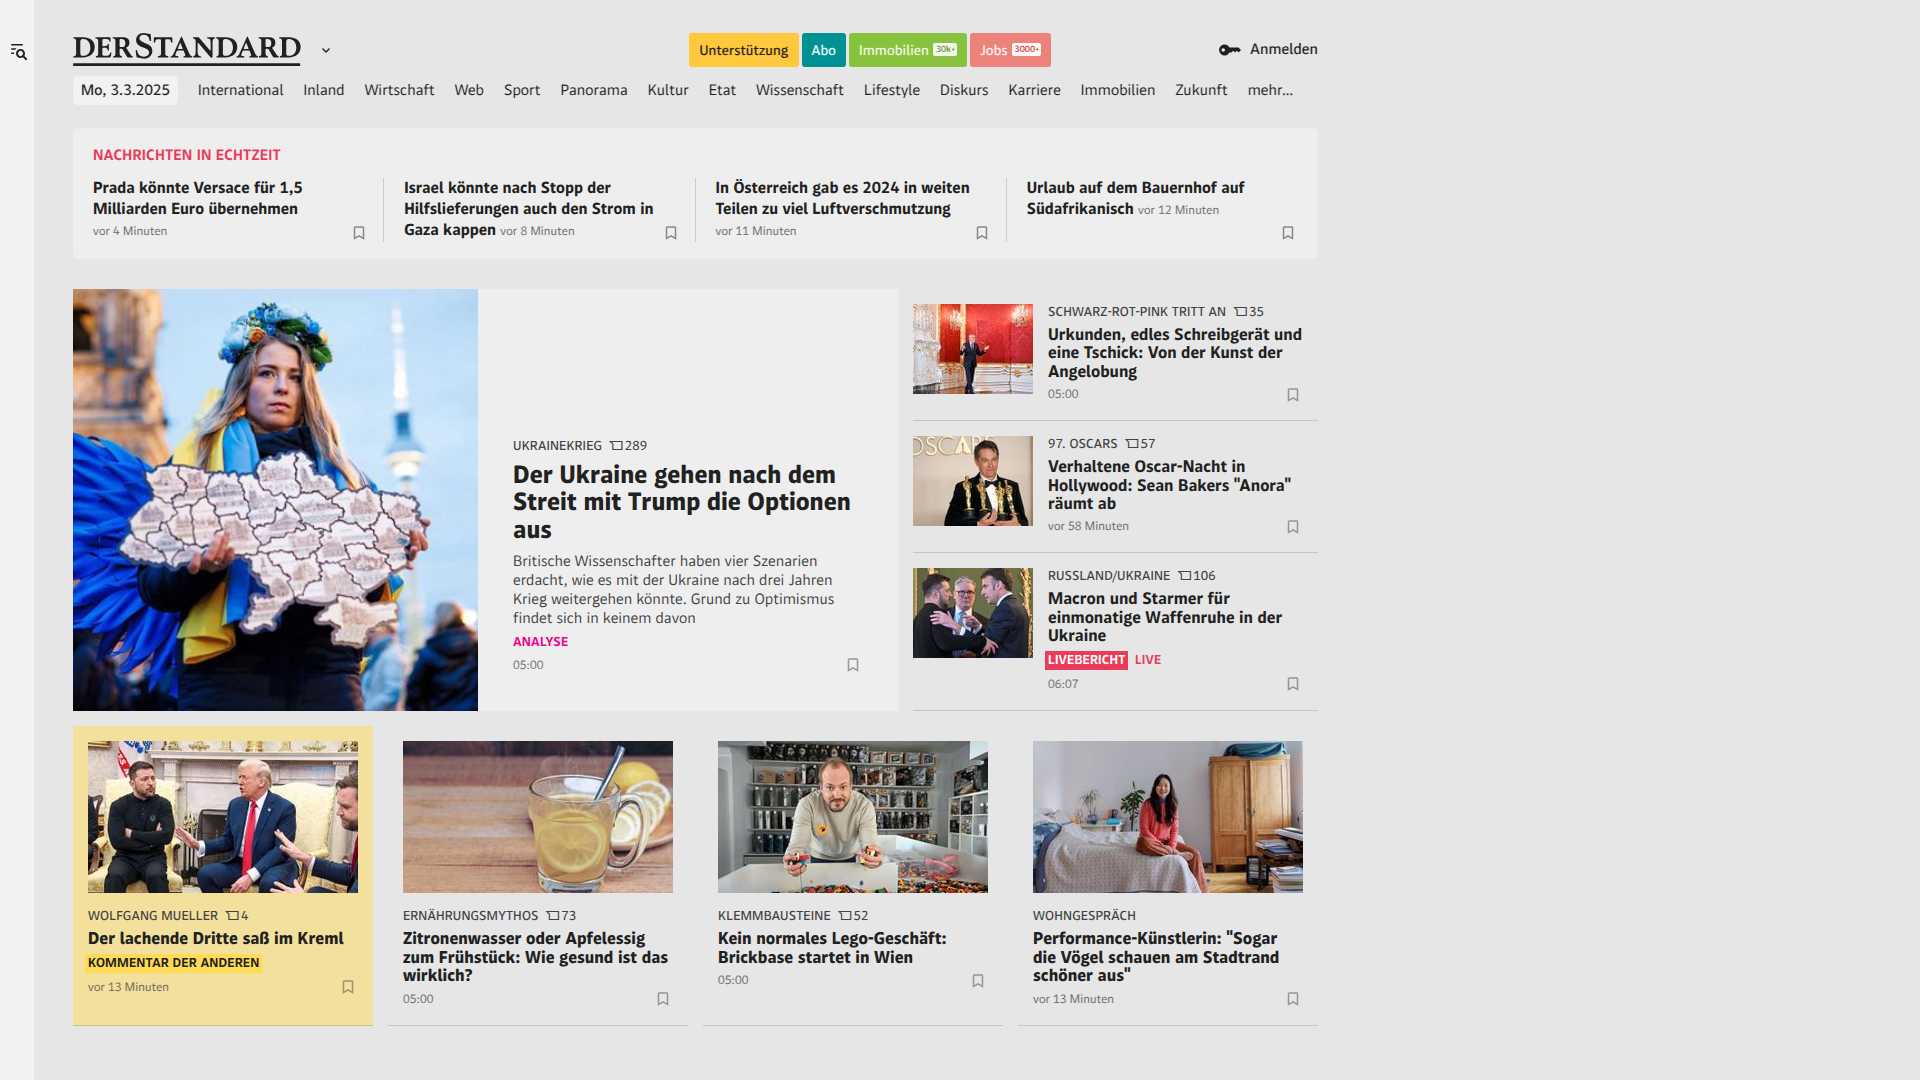 DERSTANDARD
Unterstützung
Abo
Immobilien 30k+
Jobs 3000+
Anmelden
Mo, 3.3.2025
International
Inland
Wirtschaft
Web
Sport
Panorama
Kultur
Etat
Wissenschaft
Lifestyle
Diskurs
Karriere
Immobilien
Zukunft
mehr...
NACHRICHTEN IN ECHTZEIT
Prada könnte Versace für 1,5
Milliarden Euro übernehmen
vor 4 Minuten
Israel könnte nach Stopp der
Hilfslieferungen auch den Strom in
Gaza kappen vor 8 Minuten
In Österreich gab es 2024 in weiten
Teilen zu viel Luftverschmutzung
vor 11 Minuten
Urlaub auf dem Bauernhof auf
Südafrikanisch vor 12 Minuten
UKRAINEKRIEG 289
Der Ukraine gehen nach dem
Streit mit Trump die Optionen
aus
Britische Wissenschafter haben vier Szenarien
erdacht, wie es mit der Ukraine nach drei Jahren
Krieg weitergehen könnte. Grund zu Optimismus
findet sich in keinem davon
ANALYSE
05:00
SCHWARZ-ROT-PINK TRITT AN 35
Urkunden, edles Schreibgerät und
eine Tschick: Von der Kunst der
Angelobung
05:00
OSCARS
97. OSCARS 57
Verhaltene Oscar-Nacht in
Hollywood: Sean Bakers "Anora"
räumt ab
vor 58 Minuten
RUSSLAND/UKRAINE 106
Macron und Starmer für
einmonatige Waffenruhe in der
Ukraine
LIVEBERICHT LIVE
06:07
WOLFGANG MUELLER 4
Der lachende Dritte saß im Kreml
KOMMENTAR DER ANDEREN
vor 13 Minuten
ERNÄHRUNGSMYTHOS 73
Zitronenwasser oder Apfelessig
zum Frühstück: Wie gesund ist das
wirklich?
05:00
KLEMMBAUSTEINE 52
Kein normales Lego-Geschäft:
Brickbase startet in Wien
05:00
WOHNGESPRÄCH
Performance-Künstlerin: "Sogar
die Vögel schauen am Stadtrand
schöner aus"
vor 13 Minuten